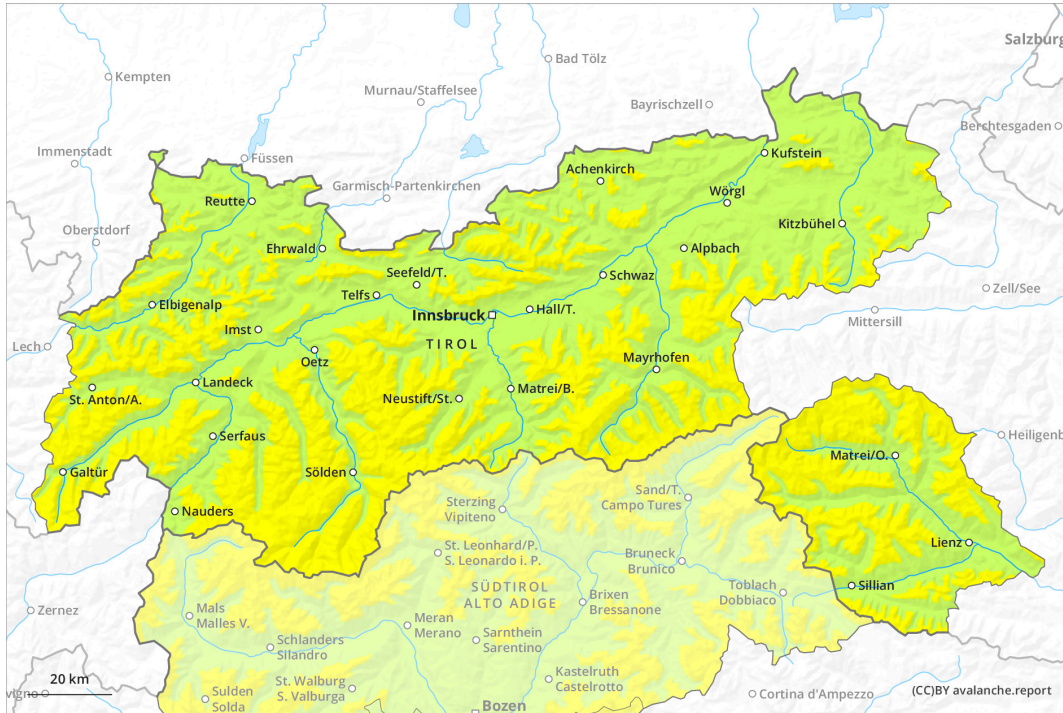 Salzburg
Bad Tölz
Kempten
Murnau/Staffelsee
Bayrischzell
Berchtesgaden
Immenstadt
Füssen
Kufstein
Achenkirch
Garmisch-Partenkirchen
Reutte
Wörgl
Oberstdorf
Kitzbühel
Ehrwald
Alpbach
Seefeld/T.
Schwaz
Zell/See
Telfs
Elbigenalp
Innsbruck
Hall/T.
Mittersill
Imst
Lech
TIROL
Oetz
Mayrhofen
Landeck
St. Anton/A.
Matrei/B.
Neustift/St.
Serfaus
Heiligenb
Matrei/O.
Galtür
Sölden
Sand/T.
Campo Tures
Sterzing
Vipiteno
Nauders
Lienz
St. Leonhard/P.
S. Leonardo i. P.
Bruneck
Brunico
SÜDTIROL
ALTO ADIGE
Toblach
Dobbiaco
Sillian
Brixen
Bressanone
Zernez
Mals
Malles V.
Meran
Merano
Sarnthein
Sarentino
Schlanders
Silandro
Kastelruth
Castelrotto
St. Walburg
S. Valburga
20 km
vigno
Sulden
Solda
Cortina d'Ampezzo
(CC)BY avalanche.report
Bozen